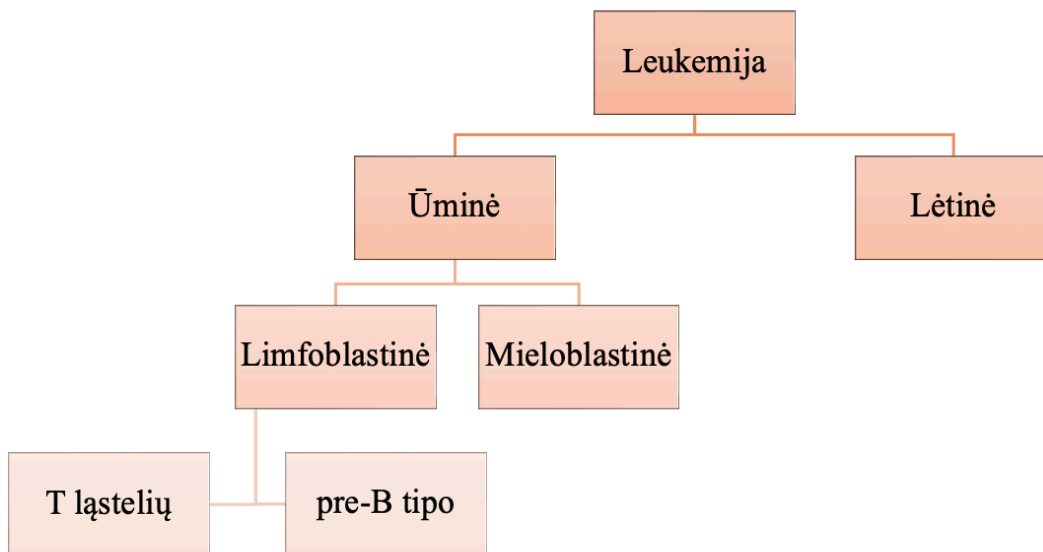 Leukemija
Ūminė
Lėtinė
Limfoblastinė
Mieloblastinė
T ląstelių
pre-B tipo